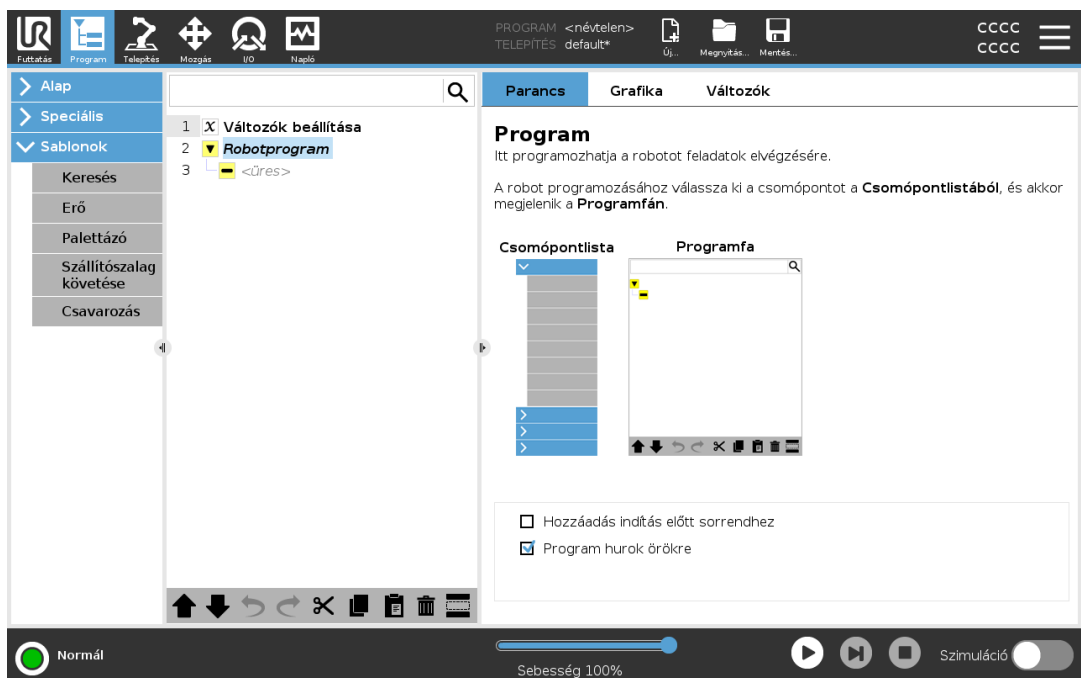 UR
PROGRAM <névtelen>
TELEPÍTÉS default*
Futtatás
Program
Telepítés
Mozgás
I/O
Napló
Új...
Megnyitás...
Mentés...
CCCC
CCCC
Alap
Speciális
Sablonok
Keresés
Erő
Palettázó
Szállítószalag
követése
Csavarozás
1 X Változók beállítása
2 Robotprogram
3 <üres>
Parancs Grafika Változók
Program
Itt programozhatja a robotot feladatok elvégzésére.
A robot programozásához válassza ki a csomópontot a Csomópontlistából, és akkor
megjelenik a Programfán.
Csomópontlista Programfa
Hozzáadás indítás előtt sorrendhez
Program hurok örökre
Normál
Sebesség 100%
Szimuláció